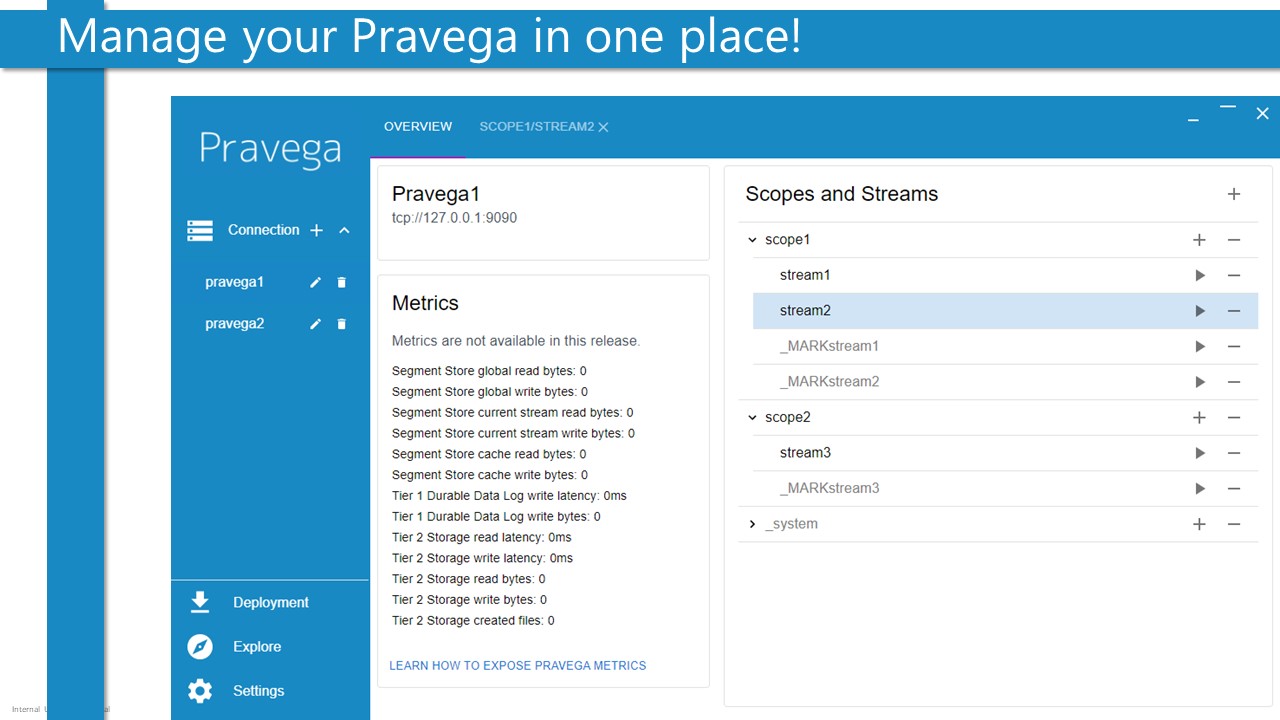 Manage your Pravega in one place!
Pravega
Connection
pravega1
pravega2
Deployment
Explore
Settings
OVERVIEW
SCOPE1/STREAM2
Pravega1
tcp://127.0.0.1:9090
Metrics
Metrics are not available in this release.
Segment Store global read bytes: 0
Segment Store global write bytes: 0
Segment Store current stream read bytes: 0
Segment Store current stream write bytes: 0
Segment Store cache read bytes: 0
Segment Store cache write bytes: 0
Tier 1 Durable Data Log write latency: 0ms
Tier 1 Durable Data Log write bytes: 0
Tier 2 Storage read latency: 0ms
Tier 2 Storage write latency: 0ms
Tier 2 Storage read bytes: 0
Tier 2 Storage write bytes: 0
Tier 2 Storage created files: 0
LEARN HOW TO EXPOSE PRAVEGA METRICS
Scopes and Streams
scope1
stream1
stream2
_MARKstream1
_MARKstream2
scope2
stream3
_MARKstream3
_system
Internal